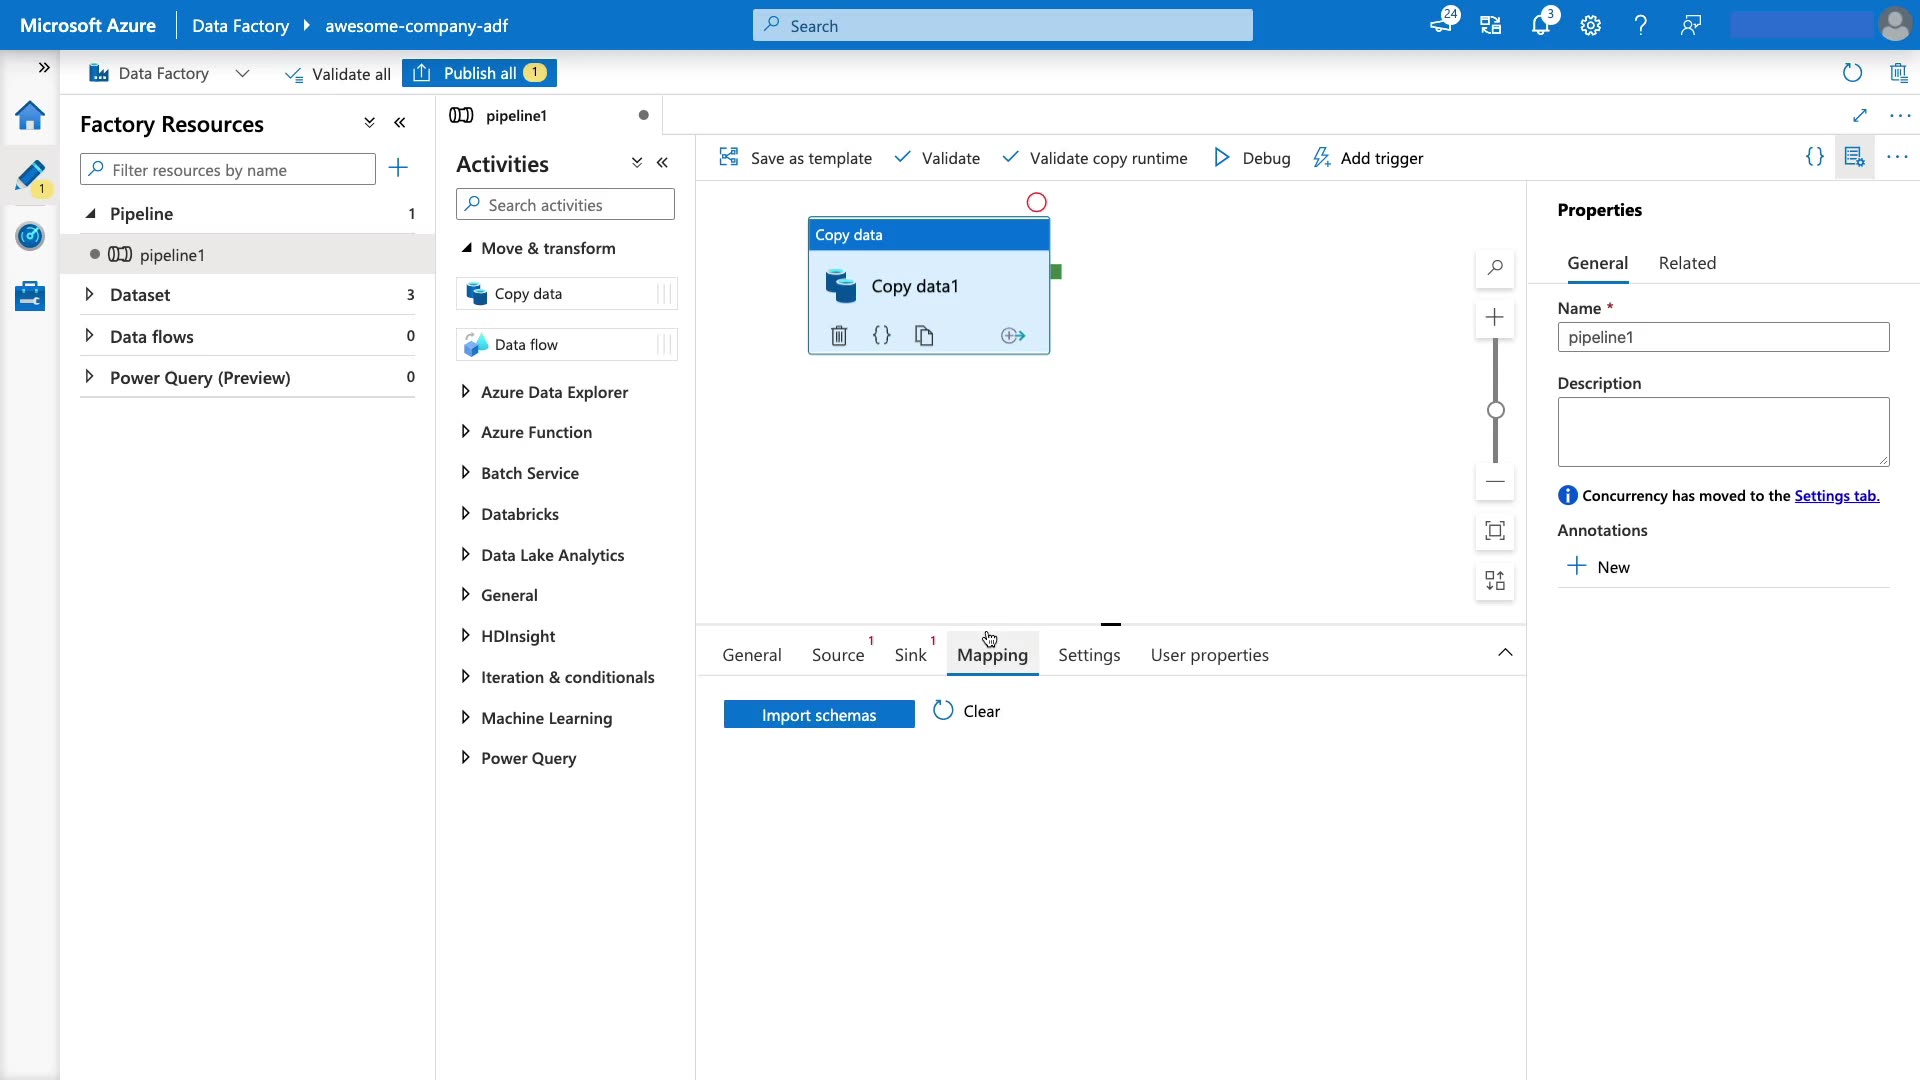 Microsoft Azure
Data Factory
awesome-company-adf
Search
24
3
Data Factory
Validate all
Publish all 1
Factory Resources
Filter resources by name
1
Pipeline 1
pipeline1
Dataset 3
Data flows 0
Power Query (Preview) 0
pipeline1
Activities
Search activities
Move & transform
Copy data
Data flow
Azure Data Explorer
Azure Function
Batch Service
Databricks
Data Lake Analytics
General
HDInsight
Iteration & conditionals
Machine Learning
Power Query
Save as template
Validate
Validate copy runtime
Debug
Add trigger
{}
Copy data
Copy data1
{}
General
Source 1
Sink 1
Mapping
Settings
User properties
Import schemas
Clear
Properties
General
Related
Name *
pipeline1
Description
Concurrency has moved to the Settings tab.
Annotations
New